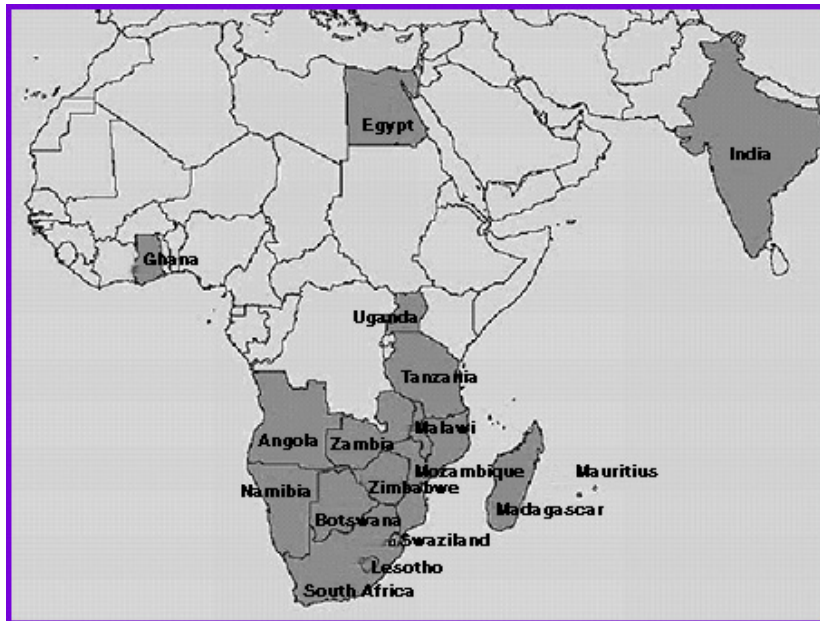 Egypt
India
Ghana
Uganda
Tanzania
Malawi
Angola
Zambia
Mozambique
Mauritius
Zimbabwe
Namibia
Madagascar
Botswana
Swaziland
Lesotho
South Africa